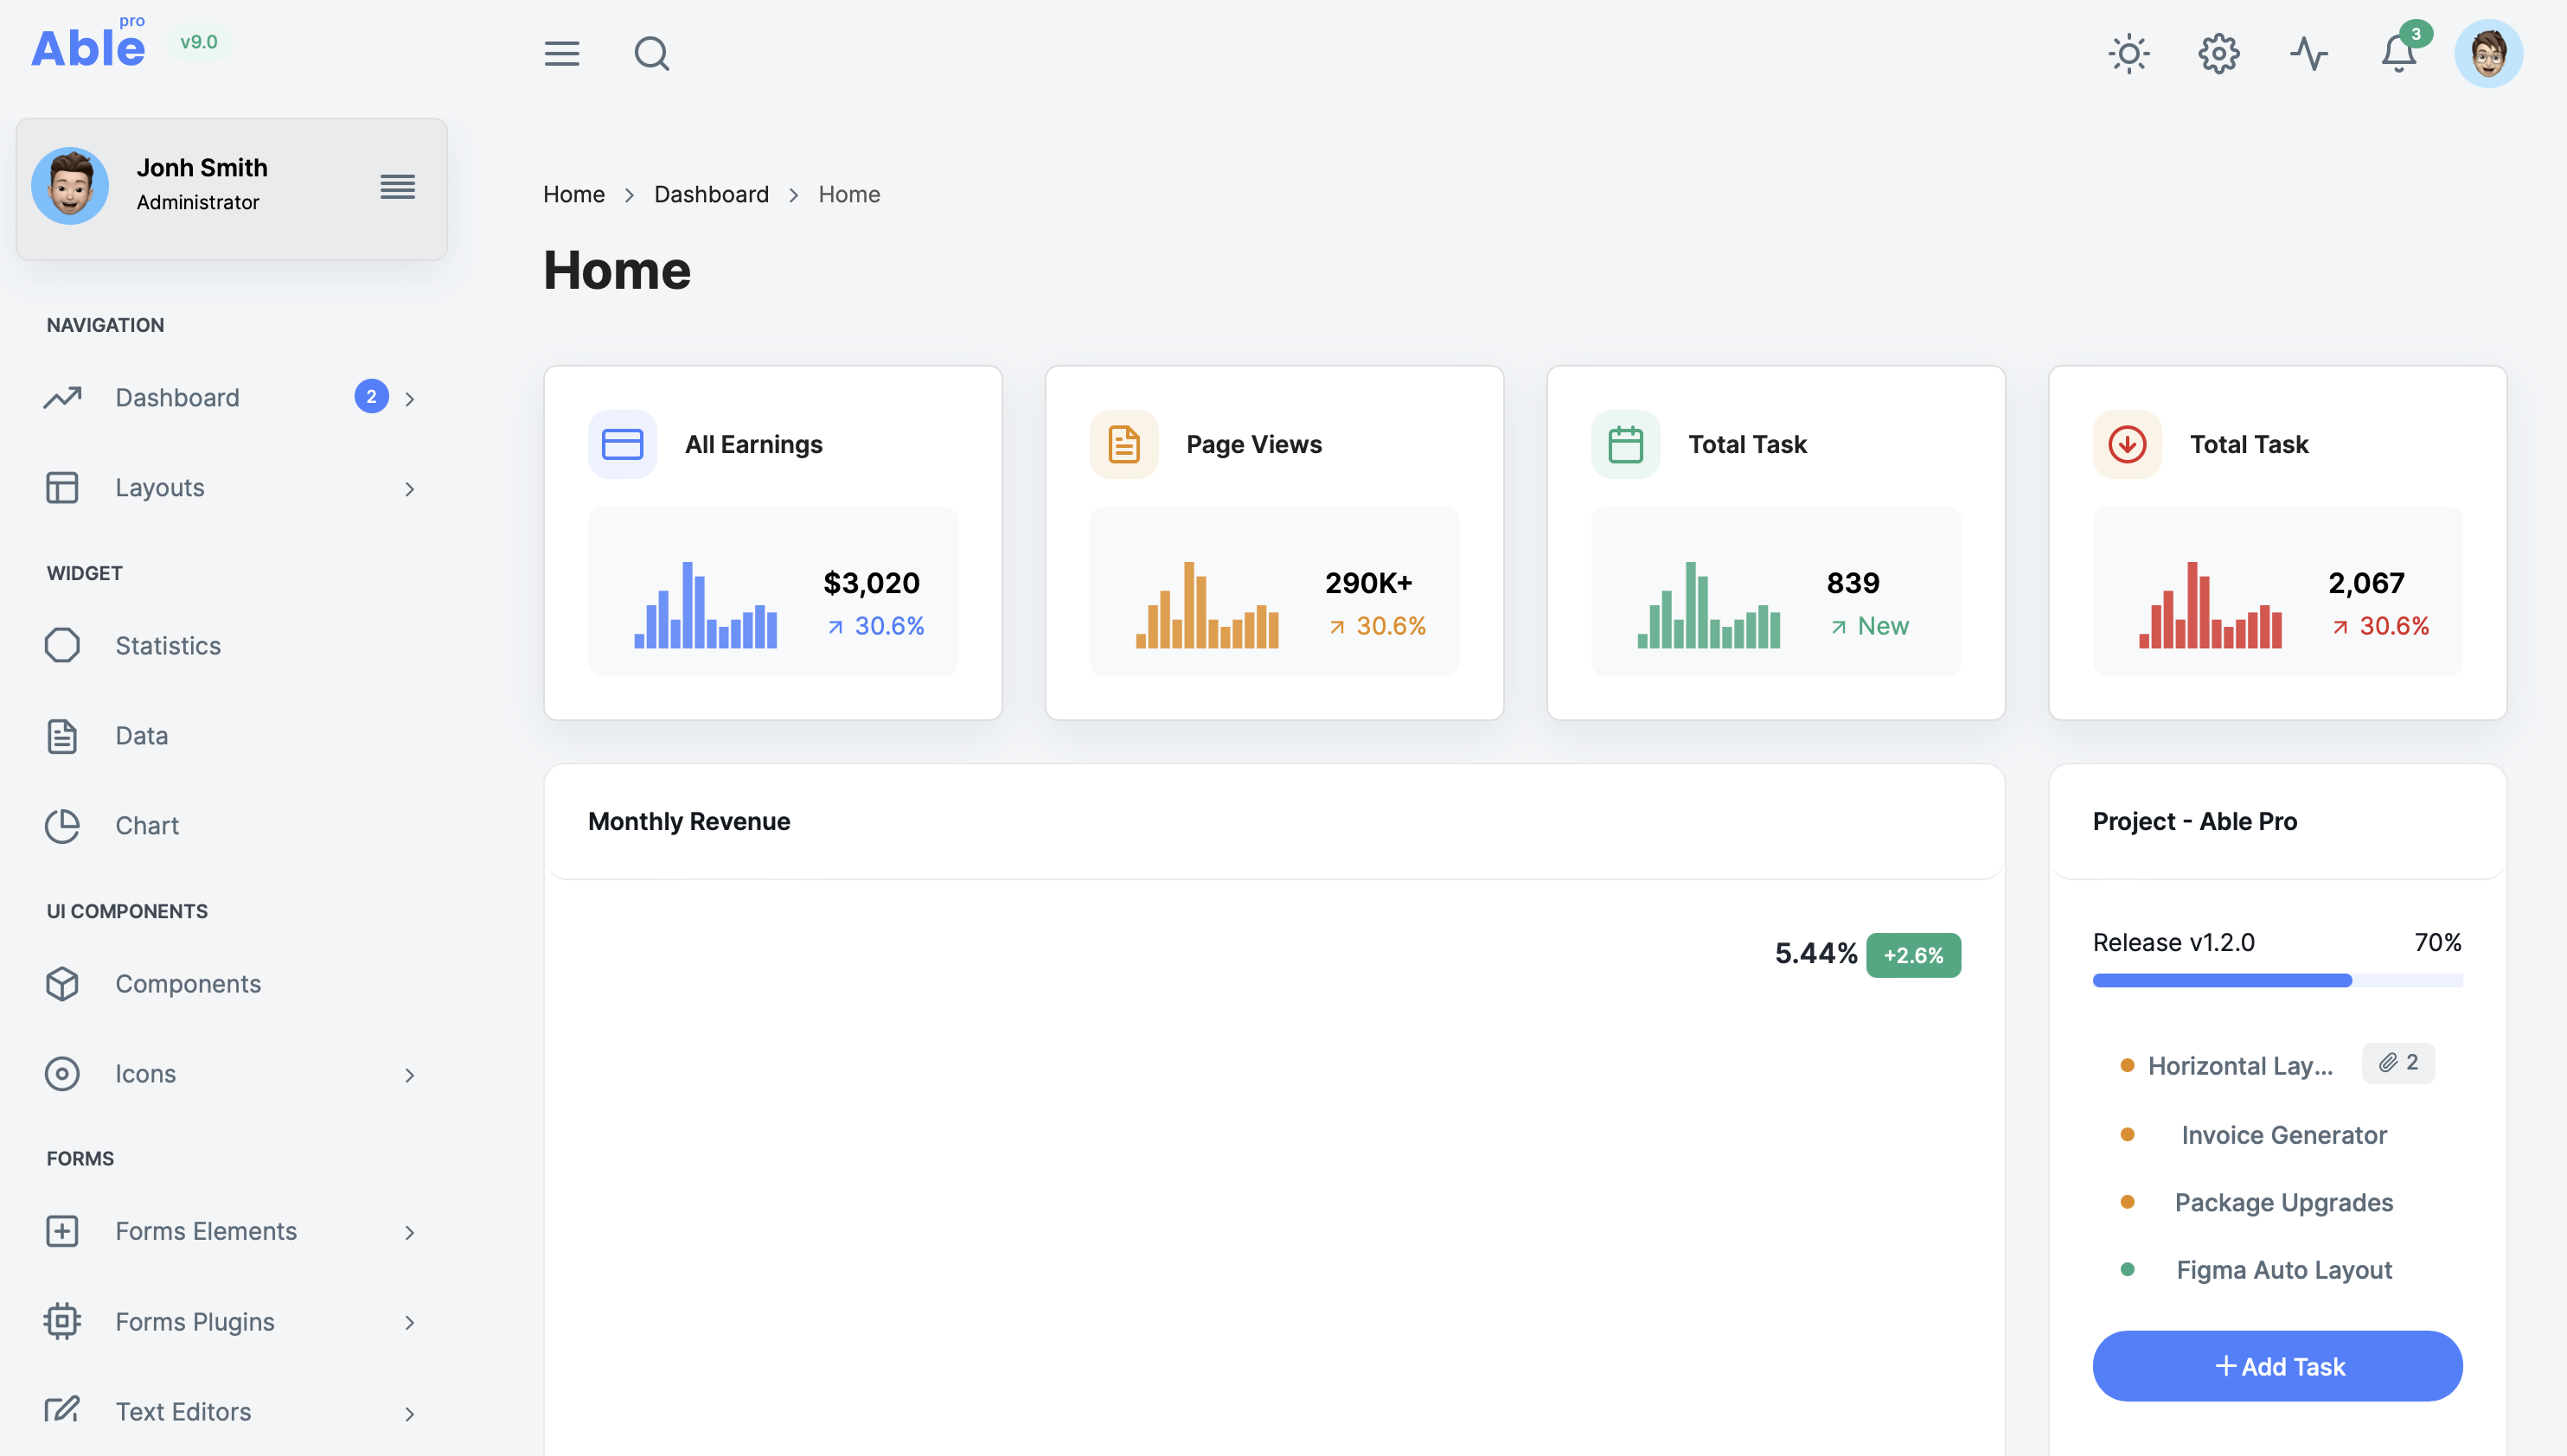 Able pro
v9.0
3
Jonh Smith
Administrator
NAVIGATION
Dashboard 2
Layouts
WIDGET
Statistics
Data
Chart
UI COMPONENTS
Components
Icons
FORMS
Forms Elements
Forms Plugins
Text Editors
Home > Dashboard > Home
Home
All Earnings
$3,020
30.6%
Page Views
290K+
30.6%
Total Task
839
New
Total Task
2,067
30.6%
Monthly Revenue
5.44% +2.6%
Project - Able Pro
Release v1.2.0 70%
Horizontal Lay... 2
Invoice Generator
Package Upgrades
Figma Auto Layout
+ Add Task